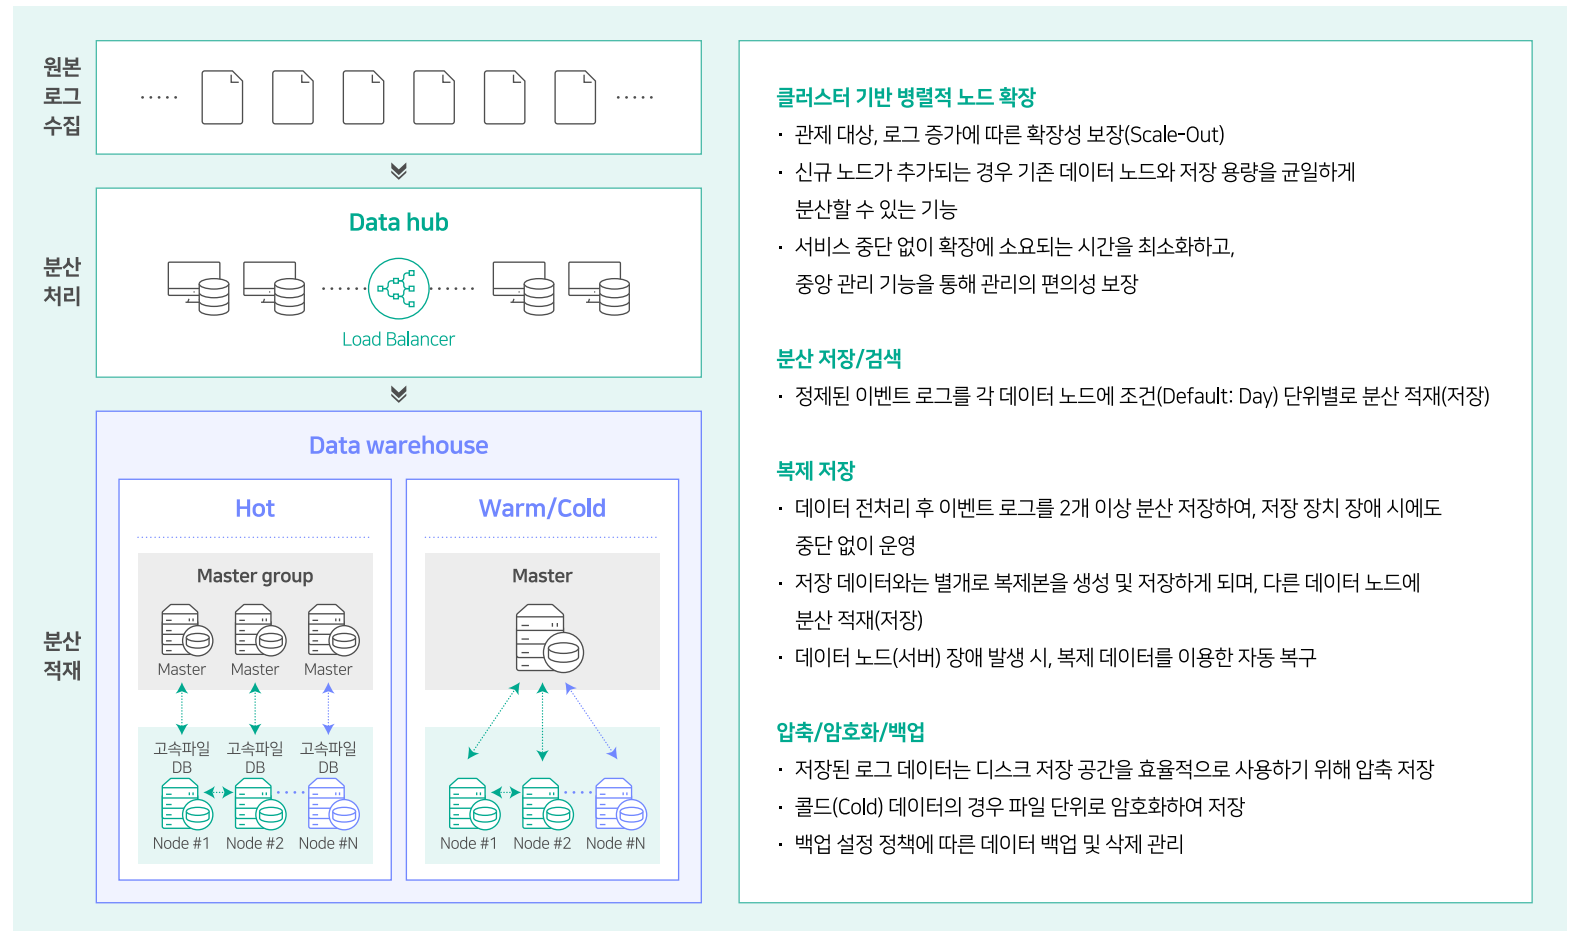 원본
로그
수집
분산
처리
Data hub
Load Balancer
분산
적재
Data warehouse
Hot
Master group
Master Master Master
고속파일 고속파일 고속파일
DB DB DB
Node #1 Node #2 Node #N
Warm/Cold
Master
Node #1 Node #2 Node #N
클러스터 기반 병렬적 노드 확장
· 관제 대상, 로그 증가에 따른 확장성 보장(Scale-Out)
· 신규 노드가 추가되는 경우 기존 데이터 노드와 저장 용량을 균일하게
분산할 수 있는 기능
· 서비스 중단 없이 확장에 소요되는 시간을 최소화하고,
중앙 관리 기능을 통해 관리의 편의성 보장
분산 저장/검색
· 정제된 이벤트 로그를 각 데이터 노드에 조건(Default: Day) 단위별로 분산 적재(저장)
복제 저장
· 데이터 전처리 후 이벤트 로그를 2개 이상 분산 저장하여, 저장 장치 장애 시에도
중단 없이 운영
· 저장 데이터와는 별개로 복제본을 생성 및 저장하게 되며, 다른 데이터 노드에
분산 적재(저장)
· 데이터 노드(서버) 장애 발생 시, 복제 데이터를 이용한 자동 복구
압축/암호화/백업
· 저장된 로그 데이터는 디스크 저장 공간을 효율적으로 사용하기 위해 압축 저장
· 콜드(Cold) 데이터의 경우 파일 단위로 암호화하여 저장
· 백업 설정 정책에 따른 데이터 백업 및 삭제 관리